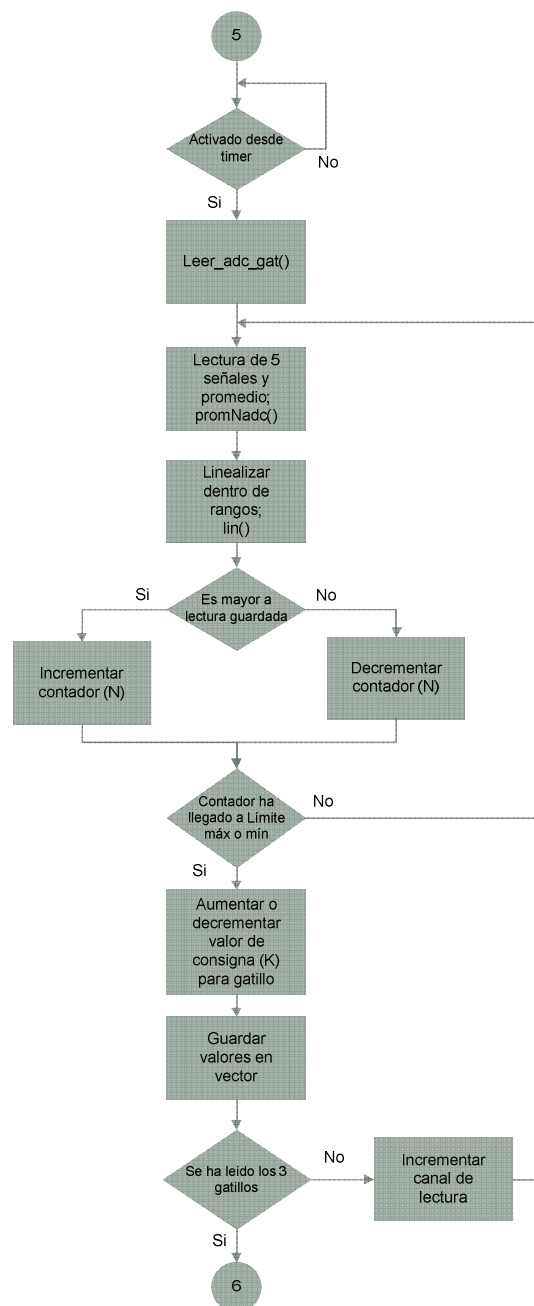 5
Activado desde
timer
No
Si
Leer_adc_gat()
Lectura de 5
señales y
promedio;
promNadc()
Linealizar
dentro de
rangos;
lin()
Si
Es mayor a
lectura guardada
No
Incrementar
contador (N)
Decrementar
contador (N)
Contador ha
llegado a Límite
máx o mín
No
Si
Aumentar o
decrementar
valor de
consigna (K)
para gatillo
Guardar
valores en
vector
Se ha leido los 3
gatillos
No
Incrementar
canal de
lectura
Si
6